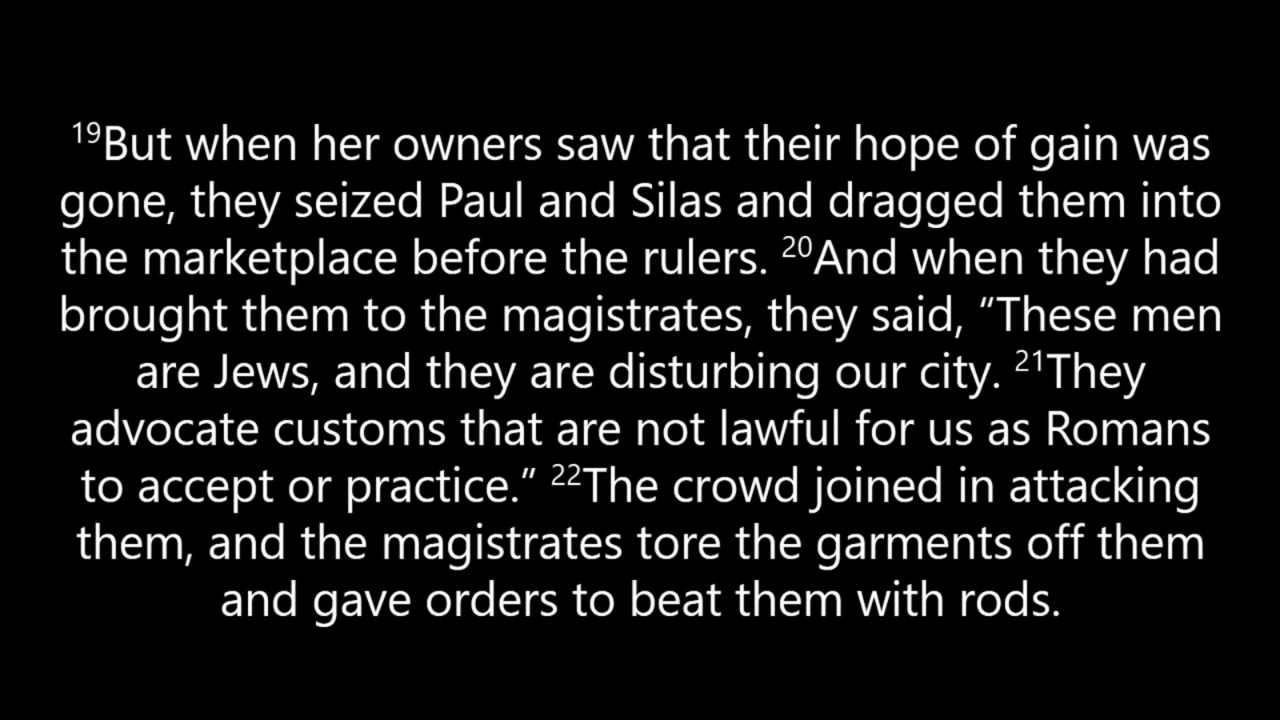 ¹⁹But when her owners saw that their hope of gain was
gone, they seized Paul and Silas and dragged them into
the marketplace before the rulers. ²⁰And when they had
brought them to the magistrates, they said, “These men
are Jews, and they are disturbing our city. ²¹They
advocate customs that are not lawful for us as Romans
to accept or practice.” ²²The crowd joined in attacking
them, and the magistrates tore the garments off them
and gave orders to beat them with rods.